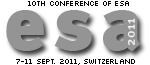 10TH CONFERENCE OF ESA
esa
2011
7-11 SEPT. 2011, SWITZERLAND